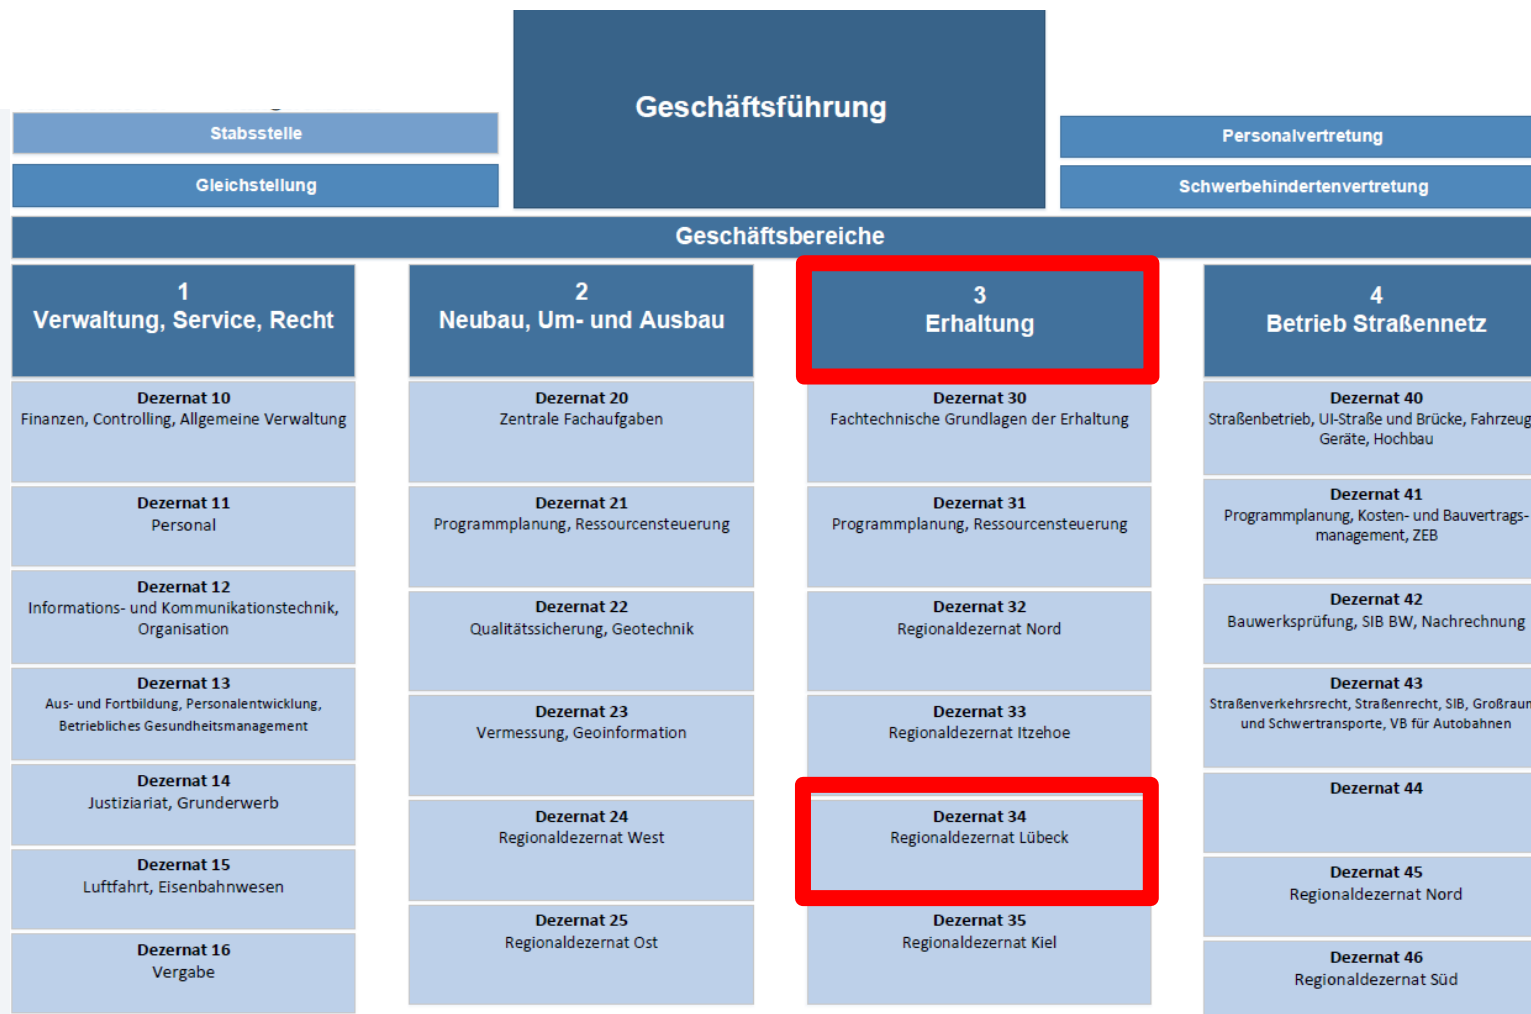 Geschäftsführung
Stabsstelle
Gleichstellung
Personalvertretung
Schwerbehindertenvertretung
Geschäftsbereiche
1
Verwaltung, Service, Recht
Dezernat 10
Finanzen, Controlling, Allgemeine Verwaltung
Dezernat 11
Personal
Dezernat 12
Informations- und Kommunikationstechnik,
Organisation
Dezernat 13
Aus- und Fortbildung, Personalentwicklung,
Betriebliches Gesundheitsmanagement
Dezernat 14
Justiziariat, Grunderwerb
Dezernat 15
Luftfahrt, Eisenbahnwesen
Dezernat 16
Vergabe
2
Neubau, Um- und Ausbau
Dezernat 20
Zentrale Fachaufgaben
Dezernat 21
Programmplanung, Ressourcensteuerung
Dezernat 22
Qualitätssicherung, Geotechnik
Dezernat 23
Vermessung, Geoinformation
Dezernat 24
Regionaldezernat West
Dezernat 25
Regionaldezernat Ost
3
Erhaltung
Dezernat 30
Fachtechnische Grundlagen der Erhaltung
Dezernat 31
Programmplanung, Ressourcensteuerung
Dezernat 32
Regionaldezernat Nord
Dezernat 33
Regionaldezernat Itzehoe
Dezernat 34
Regionaldezernat Lübeck
Dezernat 35
Regionaldezernat Kiel
4
Betrieb Straßennetz
Dezernat 40
Straßenbetrieb, UI-Straße und Brücke, Fahrzeug
Geräte, Hochbau
Dezernat 41
Programmplanung, Kosten- und Bauvertrags-
management, ZEB
Dezernat 42
Bauwerksprüfung, SIB BW, Nachrechnung
Dezernat 43
Straßenverkehrsrecht, Straßenrecht, SIB, Großraum
und Schwertransporte, VB für Autobahnen
Dezernat 44
Dezernat 45
Regionaldezernat Nord
Dezernat 46
Regionaldezernat Süd